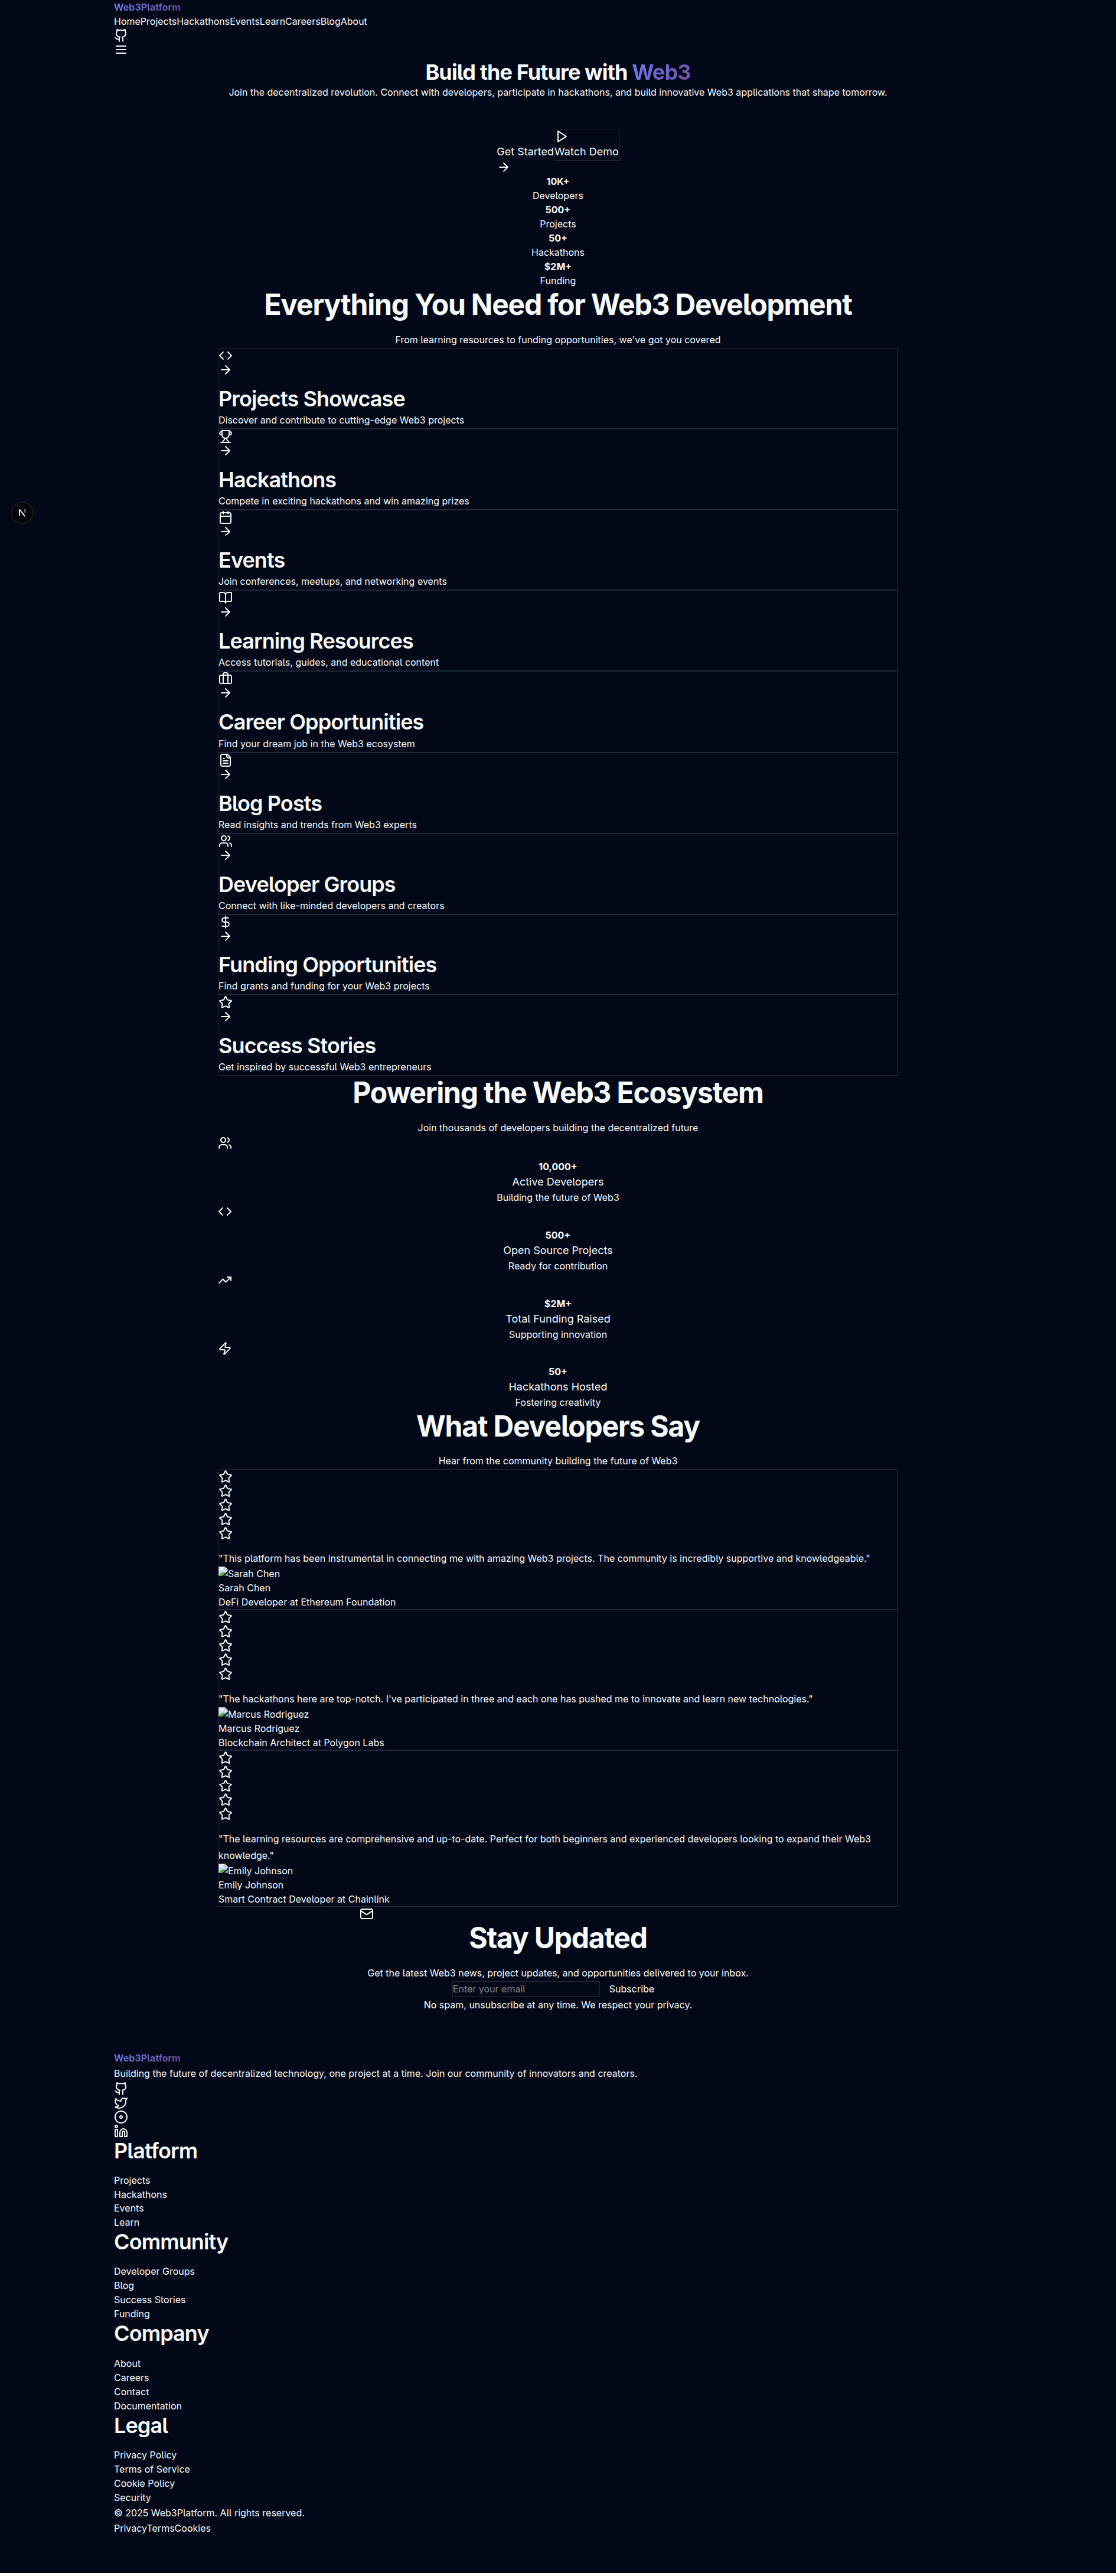 Web3Platform
HomeProjectsHackathonsEventsLearnCareersBlogAbout
Build the Future with Web3
Join the decentralized revolution. Connect with developers, participate in hackathons, and build innovative Web3 applications that shape tomorrow.
Get StartedWatch Demo
10K+
Developers
500+
Projects
50+
Hackathons
$2M+
Funding
Everything You Need for Web3 Development
From learning resources to funding opportunities, we've got you covered
Projects Showcase
Discover and contribute to cutting-edge Web3 projects
Hackathons
Compete in exciting hackathons and win amazing prizes
Events
Join conferences, meetups, and networking events
N
Learning Resources
Access tutorials, guides, and educational content
Career Opportunities
Find your dream job in the Web3 ecosystem
Blog Posts
Read insights and trends from Web3 experts
Developer Groups
Connect with like-minded developers and creators
Funding Opportunities
Find grants and funding for your Web3 projects
Success Stories
Get inspired by successful Web3 entrepreneurs
Powering the Web3 Ecosystem
Join thousands of developers building the decentralized future
10,000+
Active Developers
Building the future of Web3
500+
Open Source Projects
Ready for contribution
$2M+
Total Funding Raised
Supporting innovation
50+
Hackathons Hosted
Fostering creativity
What Developers Say
Hear from the community building the future of Web3
"This platform has been instrumental in connecting me with amazing Web3 projects. The community is incredibly supportive and knowledgeable."
Sarah Chen
Sarah Chen
DeFi Developer at Ethereum Foundation
"The hackathons here are top-notch. I've participated in three and each one has pushed me to innovate and learn new technologies."
Marcus Rodriguez
Marcus Rodriguez
Blockchain Architect at Polygon Labs
"The learning resources are comprehensive and up-to-date. Perfect for both beginners and experienced developers looking to expand their Web3
knowledge."
Emily Johnson
Emily Johnson
Smart Contract Developer at Chainlink
Stay Updated
Get the latest Web3 news, project updates, and opportunities delivered to your inbox.
Enter your email Subscribe
No spam, unsubscribe at any time. We respect your privacy.
Web3Platform
Building the future of decentralized technology, one project at a time. Join our community of innovators and creators.
Platform
Projects
Hackathons
Events
Learn
Community
Developer Groups
Blog
Success Stories
Funding
Company
About
Careers
Contact
Documentation
Legal
Privacy Policy
Terms of Service
Cookie Policy
Security
© 2025 Web3Platform. All rights reserved.
PrivacyTermsCookies